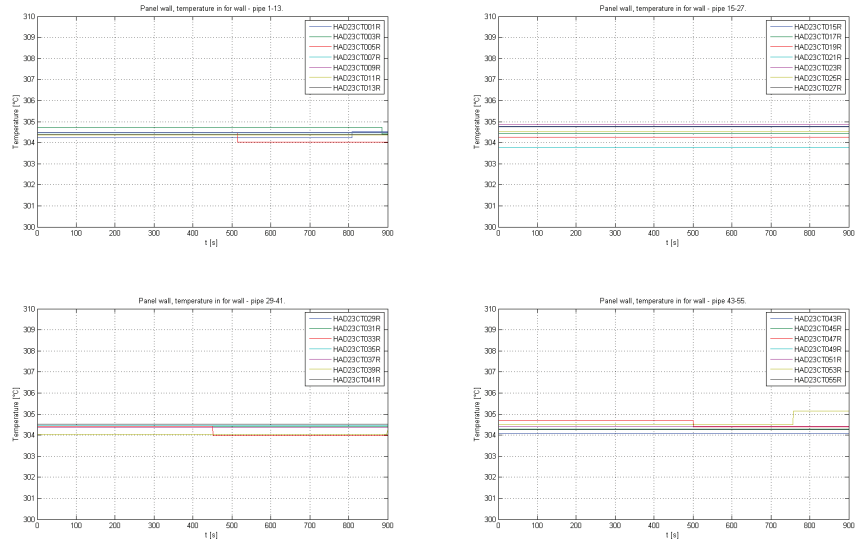 Panel wall, temperature in for wall - pipe 1-13.
310
309
308
307
306
305
304
303
302
301
300
Temperature [°C]
HAD23CT001R
HAD23CT003R
HAD23CT005R
HAD23CT007R
HAD23CT009R
HAD23CT011R
HAD23CT013R
0 100 200 300 400 500 600 700 800 900
t [s]
Panel wall, temperature in for wall - pipe 15-27.
310
309
308
307
306
305
304
303
302
301
300
Temperature [°C]
HAD23CT015R
HAD23CT017R
HAD23CT019R
HAD23CT021R
HAD23CT023R
HAD23CT025R
HAD23CT027R
0 100 200 300 400 500 600 700 800 900
t [s]
Panel wall, temperature in for wall - pipe 29-41.
310
309
308
307
306
305
304
303
302
301
300
Temperature [°C]
HAD23CT029R
HAD23CT031R
HAD23CT033R
HAD23CT035R
HAD23CT037R
HAD23CT039R
HAD23CT041R
0 100 200 300 400 500 600 700 800 900
t [s]
Panel wall, temperature in for wall - pipe 43-55.
310
309
308
307
306
305
304
303
302
301
300
Temperature [°C]
HAD23CT043R
HAD23CT045R
HAD23CT047R
HAD23CT049R
HAD23CT051R
HAD23CT053R
HAD23CT055R
0 100 200 300 400 500 600 700 800 900
t [s]